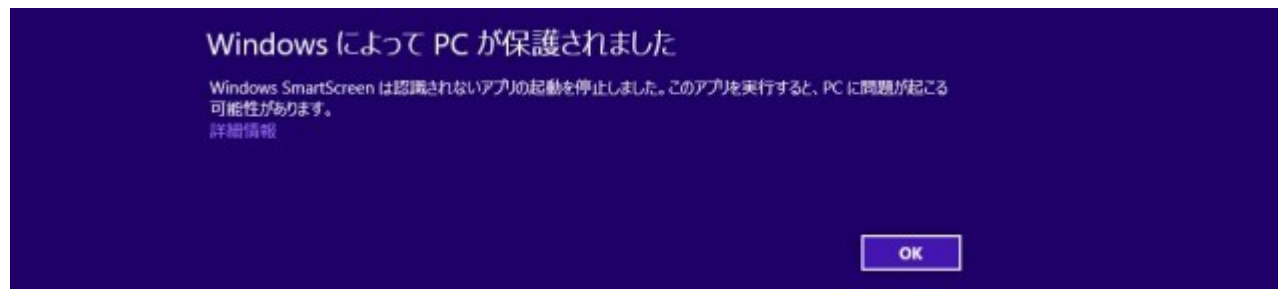 Windows によって PC が保護されました
Windows SmartScreen は認識されないアプリの起動を停止しました。このアプリを実行すると、PC に問題が起こる
可能性があります。
詳細情報
OK